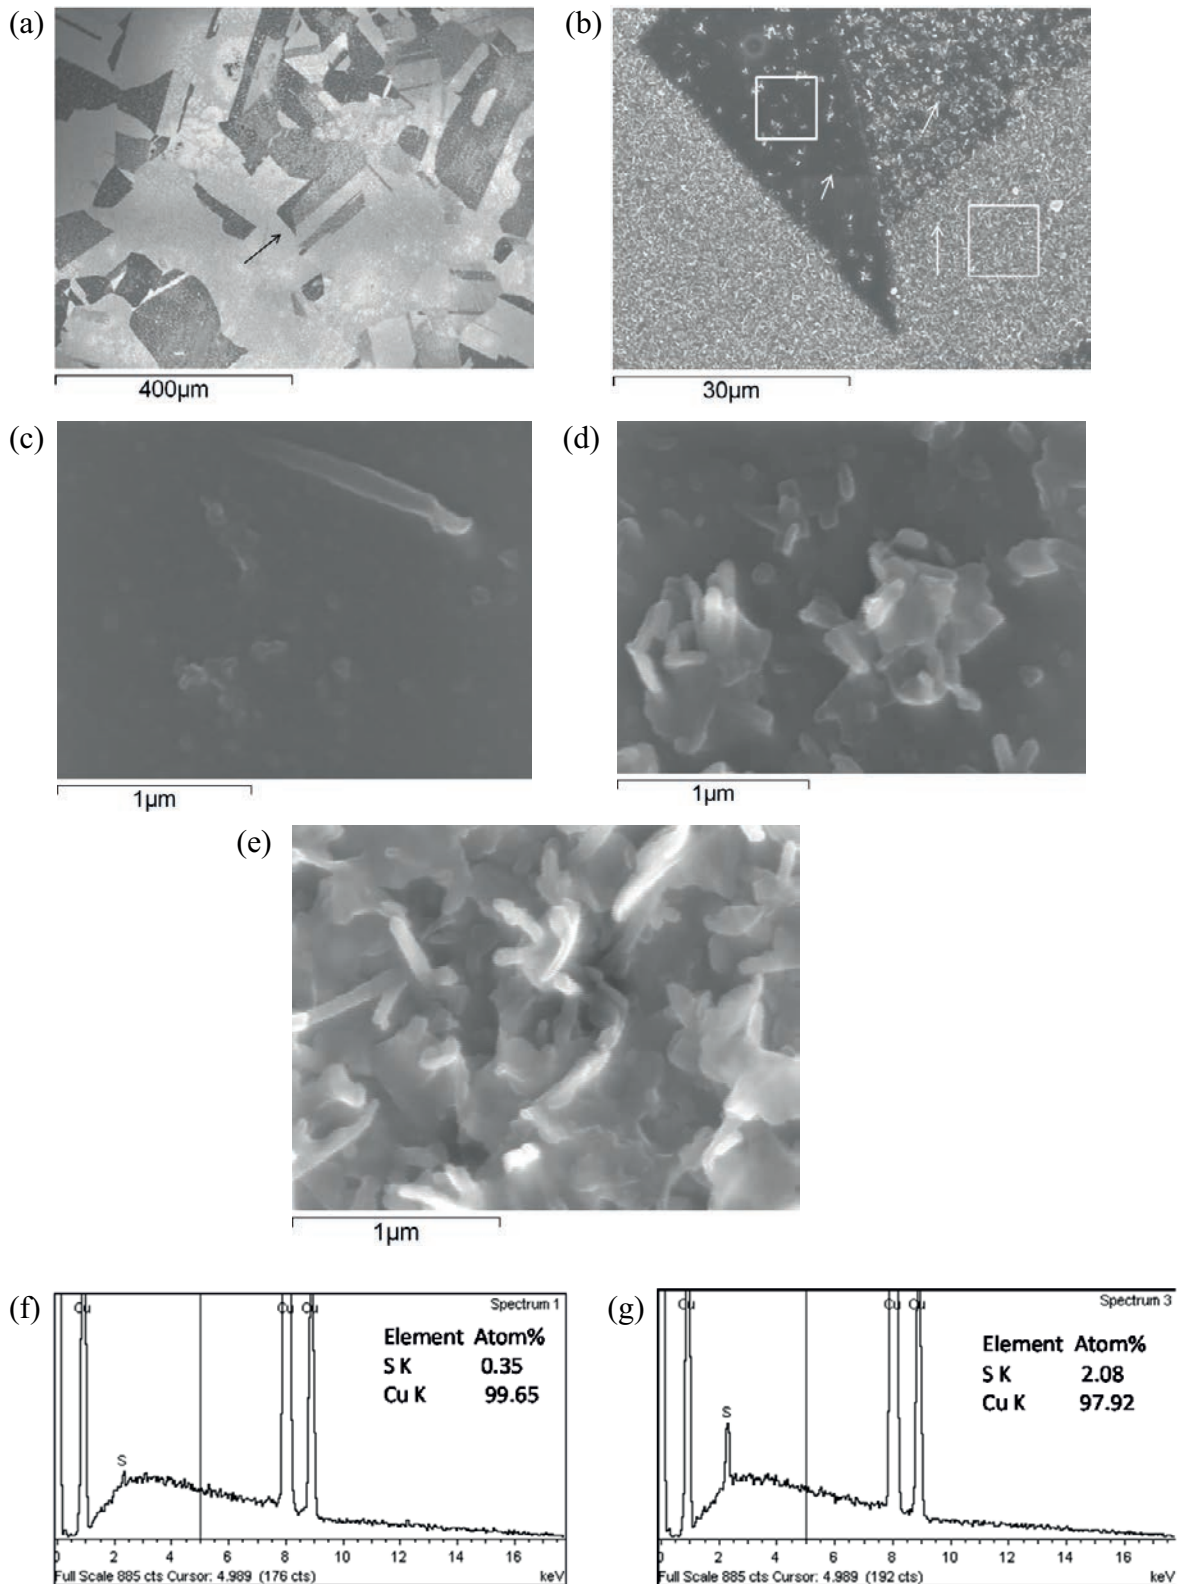 (a)
(b)
400µm
30µm
(c)
(d)
1µm
1µm
(e)
1µm
(f)
Cu
Cu
Cu
Spectrum 1
Element Atom%
S K 0.35
Cu K 99.65
S
0 2 4 6 8 10 12 14 16
Full Scale 885 cts Cursor: 4.989 (176 cts) keV
(g)
Cu
Cu
Cu
Spectrum 3
Element Atom%
S K 2.08
Cu K 97.92
S
0 2 4 6 8 10 12 14 16
Full Scale 885 cts Cursor: 4.989 (192 cts) keV